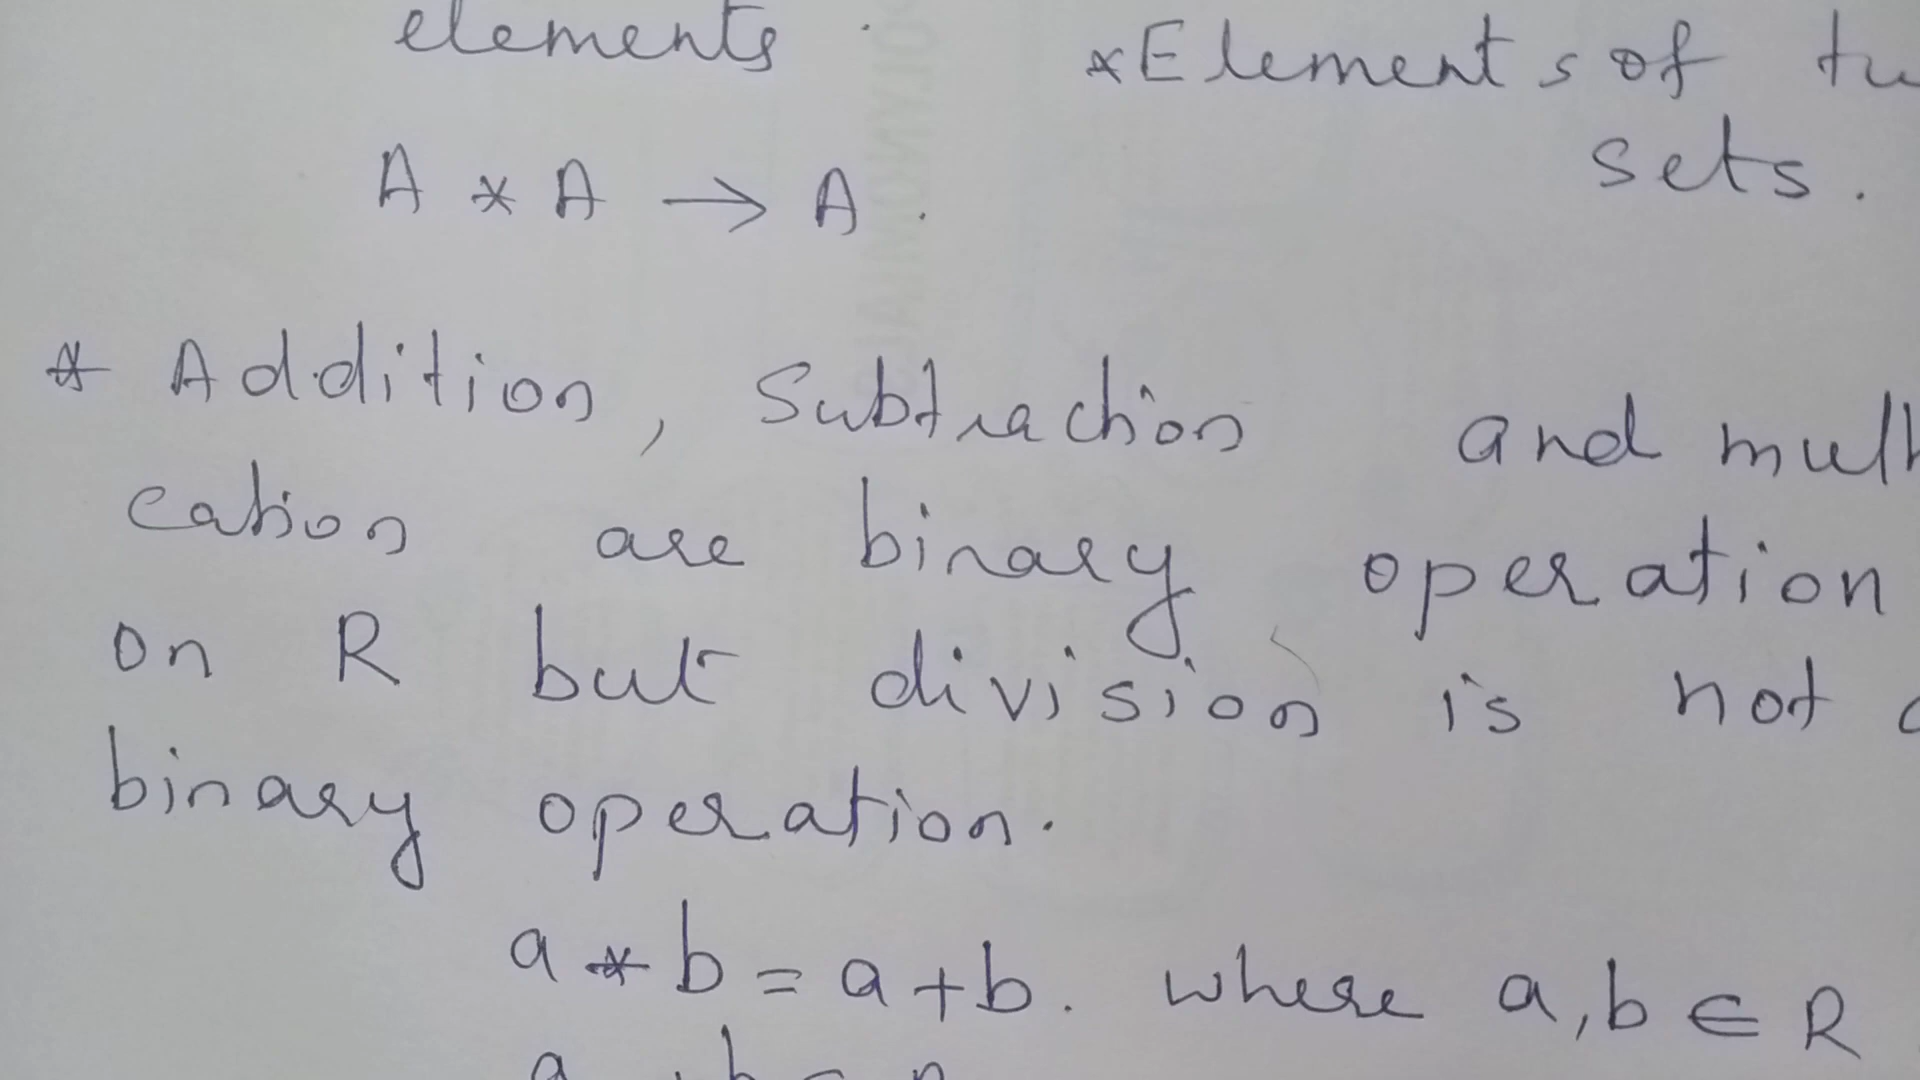 elements.
*Elements of
sets.
A * A → A.
* Addition, Subtraction and
cation are binary operation
on R but division is not
binary operation.
a * b = a + b. where a, b ∈ R